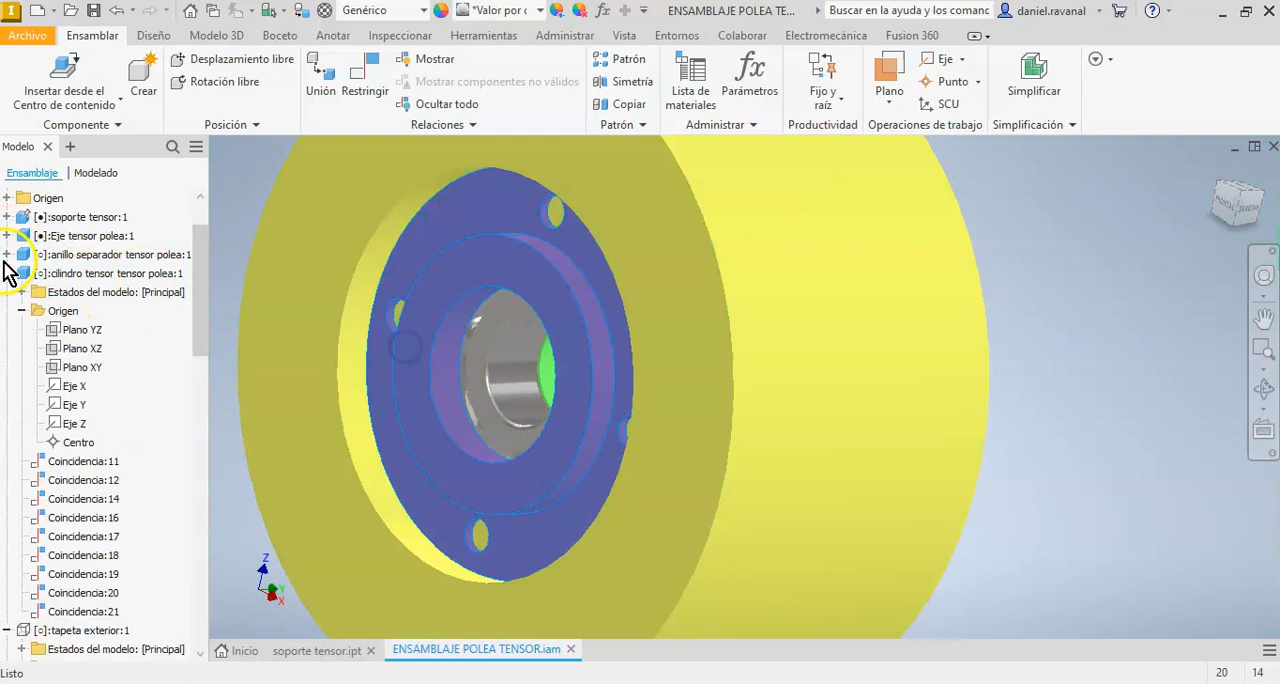 Genérico
*Valor por
ENSAMBLAJE POLEA TE...
Buscar en la ayuda y los comanc
daniel.ravanal
Archivo
Ensamblar
Diseño
Modelo 3D
Boceto
Anotar
Inspeccionar
Herramientas
Administrar
Vista
Entornos
Colaborar
Electromecánica
Fusion 360
Insertar desde el
Centro de contenido
Crear
Desplazamiento libre
Rotación libre
Unión
Restringir
Mostrar
Mostrar componentes no válidos
Ocultar todo
Patrón
Simetría
Copiar
Lista de
materiales
fx
Parámetros
Fijo y
raíz
Plano
Eje
Punto
SCU
Simplificar
Componente
Posición
Relaciones
Patrón
Administrar
Productividad
Operaciones de trabajo
Simplificación
Modelo
Ensamblaje
Modelado
Origen
[●]:soporte tensor:1
[●]:Eje tensor polea:1
[○]:anillo separador tensor polea:1
[○]:cilindro tensor tensor polea:1
Estados del modelo: [Principal]
Origen
Plano YZ
Plano XZ
Plano XY
Eje X
Eje Y
Eje Z
Centro
Coincidencia:11
Coincidencia:12
Coincidencia:14
Coincidencia:16
Coincidencia:17
Coincidencia:18
Coincidencia:19
Coincidencia:20
Coincidencia:21
[○]:tapeta exterior:1
Estados del modelo: [Principal]
Z
Y
X
Inicio
soporte tensor.ipt
ENSAMBLAJE POLEA TENSOR.iam
Listo
20
14